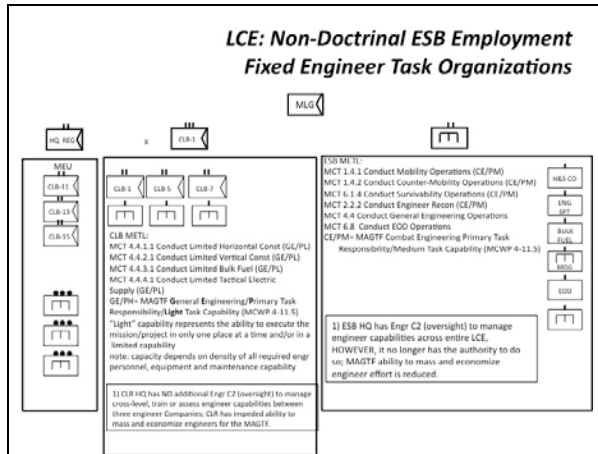 LCE: Non-Doctrinal ESB Employment
Fixed Engineer Task Organizations
MLG
HQ REG
x
CLR-1
MEU
CLB-11
CLB-13
CLB-15
CLB-1
CLB-5
CLB-7
CLB METL:
MCT 4.4.1.1 Conduct Limited Horizontal Const (GE/PL)
MCT 4.4.2.1 Conduct Limited Vertical Const (GE/PL)
MCT 4.4.3.1 Conduct Limited Bulk Fuel (GE/PL)
MCT 4.4.4.1 Conduct Limited Tactical Electric
Supply (GE/PL)
GE/PH= MAGTF General Engineering/Primary Task
Responsibility/Light Task Capability (MCWP 4-11.5)
"Light" capability represents the ability to execute the
mission/project in only one place at a time and/or in a
limited capability
note: capacity depends on density of all required engr
personnel, equipment and maintenance capability
1) CLR HQ has NO additional Engr C2 (oversight) to manage
cross-level, train or assess engineer capabilities between
three engineer Companies; CLR has impeded ability to
mass and economize engineers for the MAGTF.
ESB METL:
MCT 1.4.1 Conduct Mobility Operations (CE/PM)
MCT 1.4.2 Conduct Counter-Mobility Operations (CE/PM)
MCT 6.1.4 Conduct Survivability Operations (CE/PM)
MCT 2.2.2 Conduct Engineer Recon (CE/PM)
MCT 4.4 Conduct General Engineering Operations
MCT 6.8 Conduct EOD Operations
CE/PM= MAGTF Combat Engineering Primary Task
Responsibility/Medium Task Capability (MCWP 4-11.5)
1) ESB HQ has Engr C2 (oversight) to manage
engineer capabilities across entire LCE,
HOWEVER, it no longer has the authority to do
so; MAGTF ability to mass and economize
engineer effort is reduced.
H&S CO
ENG
SPT
BULK
FUEL
BRDG
EOD